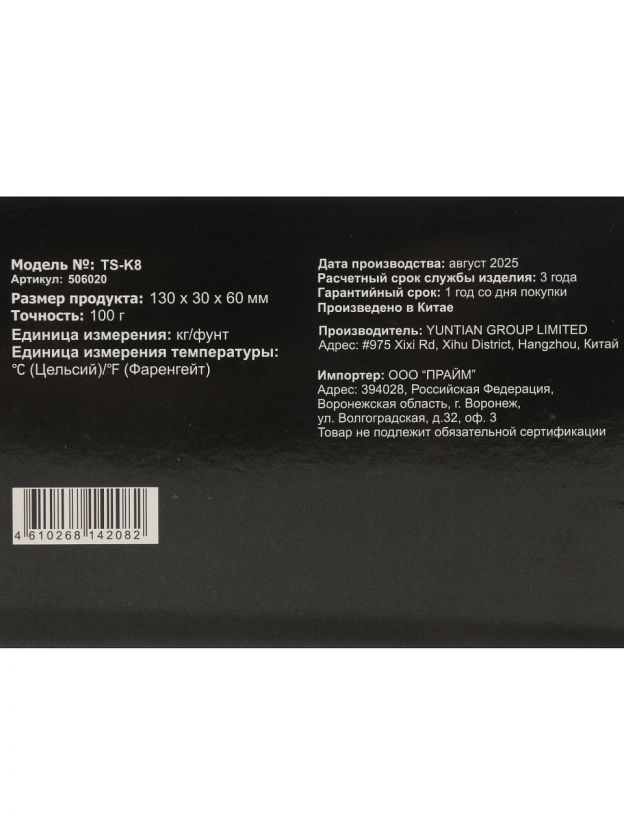 Модель №: TS-K8
Артикул: 506020
Размер продукта: 130 x 30 x 60 мм
Точность: 100 г
Единица измерения: кг/фунт
Единица измерения температуры:
℃ (Цельсий)/℉ (Фаренгейт)
4 610268 142082
Дата производства: август 2025
Расчетный срок службы изделия: 3 года
Гарантийный срок: 1 год со дня покупки
Произведено в Китае
Производитель: YUNTIAN GROUP LIMITED
Адрес: #975 Xixi Rd, Xihu District, Hangzhou, Китай
Импортер: ООО “ПРАЙМ”
Адрес: 394028, Российская Федерация,
Воронежская область, г. Воронеж,
ул. Волгоградская, д.32, оф. 3
Товар не подлежит обязательной сертификации